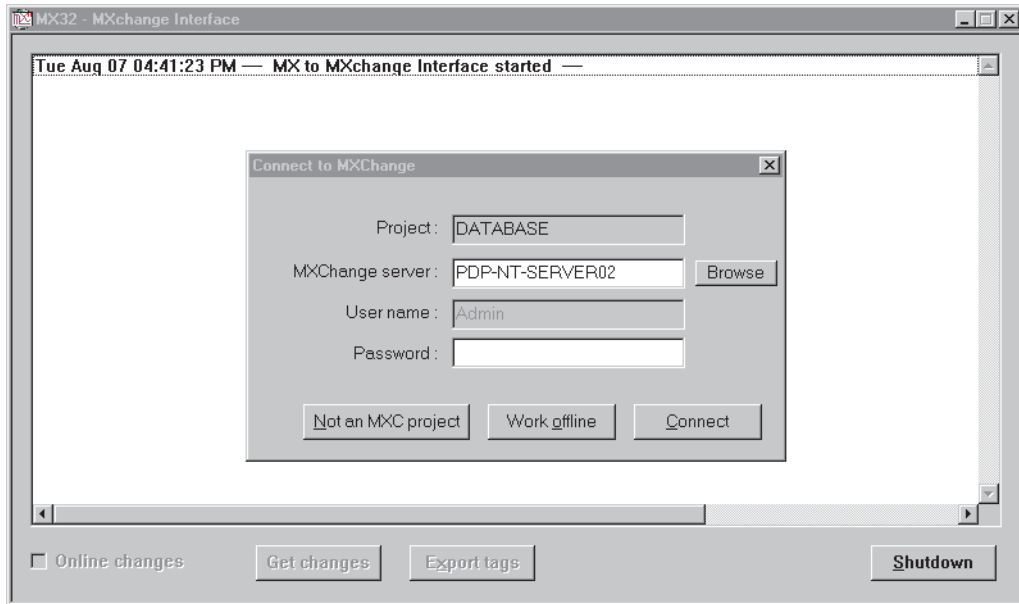 MX32 - MXchange Interface
Tue Aug 07 04:41:23 PM — MX to MXchange Interface started —
Connect to MXChange
Project : DATABASE
MXChange server : PDP-NT-SERVER02 Browse
User name : Admin
Password :
Not an MXC project Work offline Connect
Online changes Get changes Export tags Shutdown